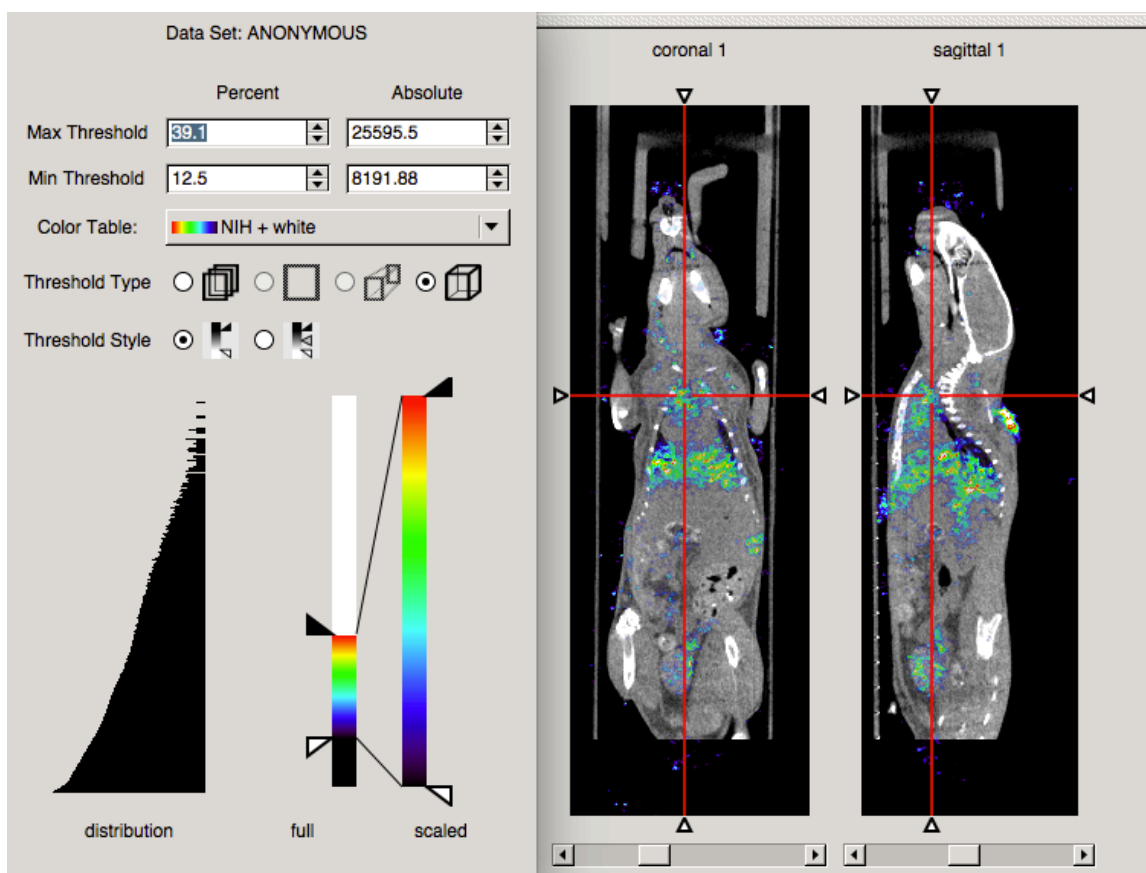 Data Set: ANONYMOUS
coronal 1
sagittal 1
Percent
Absolute
Max Threshold
39.1
25595.5
Min Threshold
12.5
8191.88
Color Table:
NIH + white
Threshold Type
Threshold Style
distribution
full
scaled